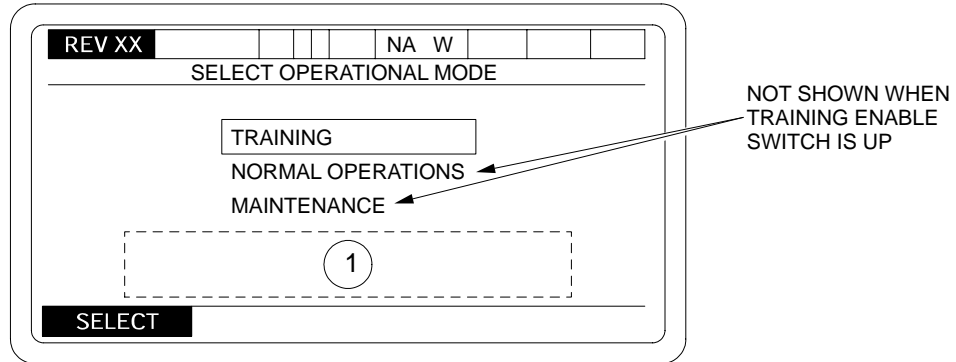 REV XX NA W
SELECT OPERATIONAL MODE
TRAINING
NORMAL OPERATIONS
MAINTENANCE
1
SELECT
NOT SHOWN WHEN
TRAINING ENABLE
SWITCH IS UP